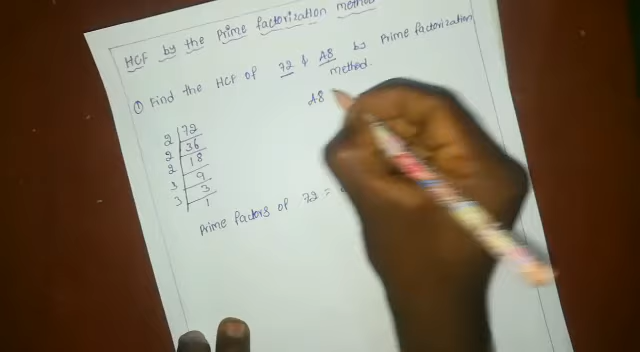 HCF by the Prime factorization method
① Find the HCF of 72 & 48 by Prime factorization
method.
48
2 | 72
2 | 36
2 | 18
3 | 9
3 | 3
1
Prime factors of 72 =